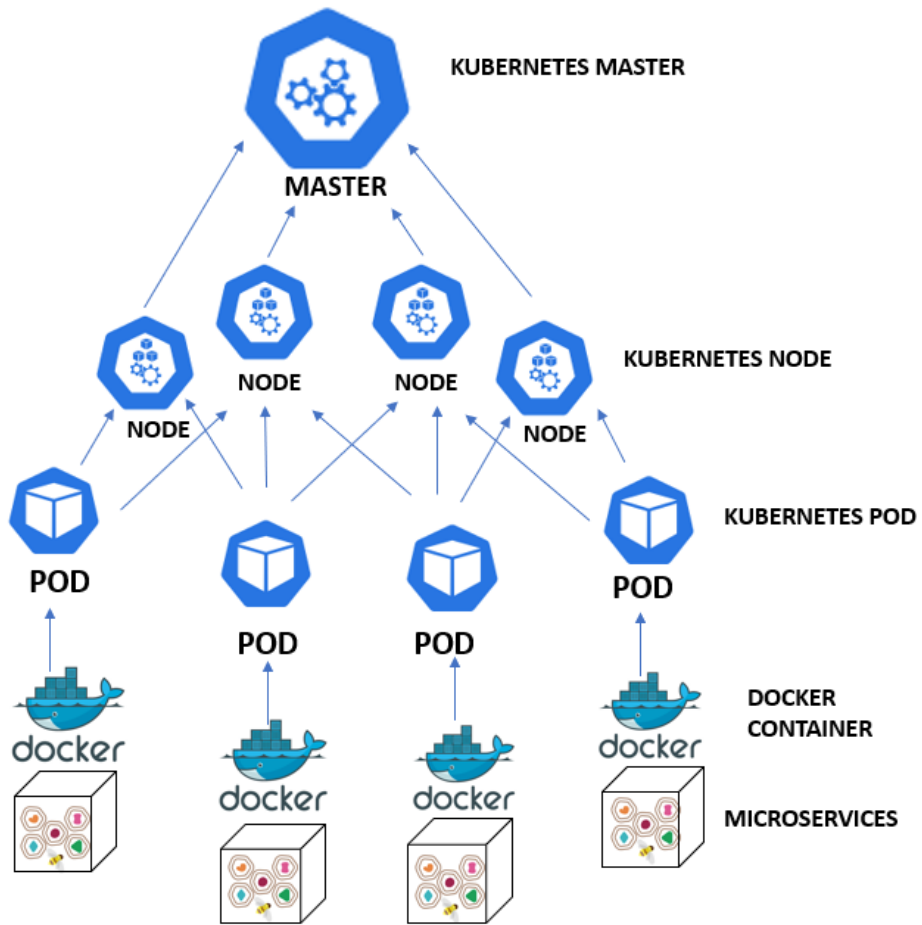 KUBERNETES MASTER
MASTER
NODE
NODE
KUBERNETES NODE
NODE
NODE
KUBERNETES POD
POD
POD
POD
POD
DOCKER
CONTAINER
docker
docker
docker
docker
MICROSERVICES